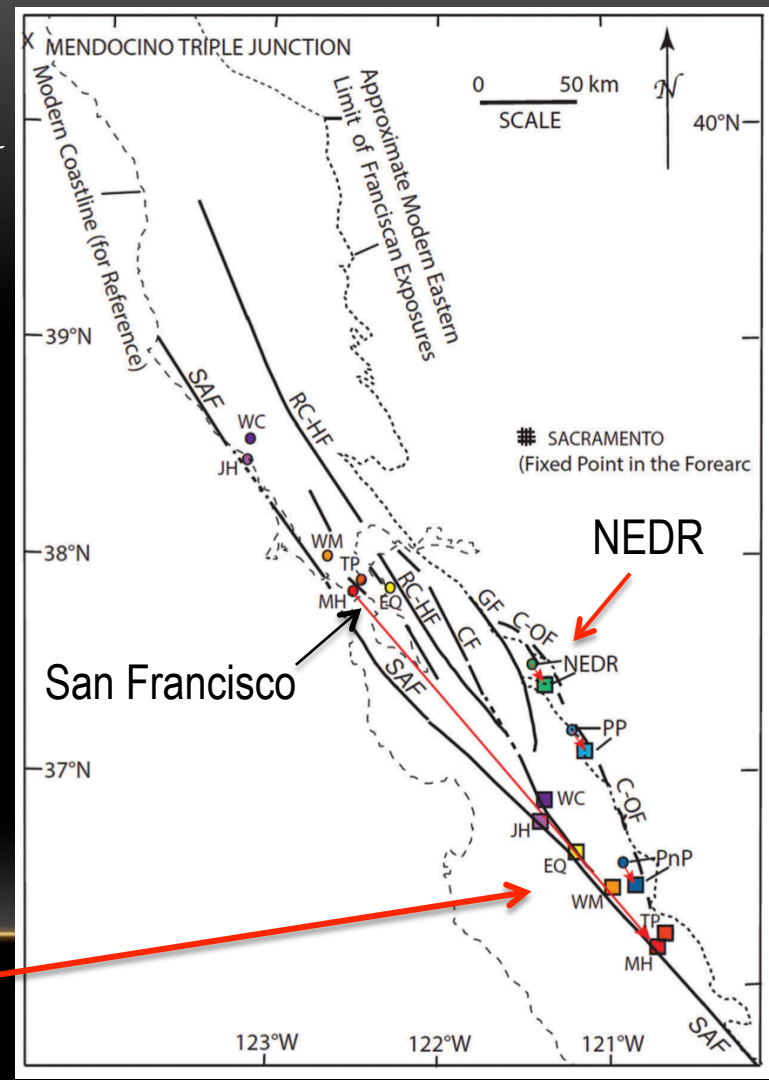 X MENDOCINO TRIPLE JUNCTION
0 50 km
SCALE
N
40°N
Modern Coastline (for Reference)
Approximate Modern Eastern
Limit of Franciscan Exposures
39°N
SAF
RC-HF
WC
JH
SACRAMENTO
(Fixed Point in the Forearc
38°N
WM
TP
MH
EQ
RC-HF
CF
GF
C-OF
NEDR
NEDR
San Francisco
SAF
PP
37°N
WC
JH
C-OF
EQ
PnP
WM
TP
MH
SAF
123°W
122°W
121°W